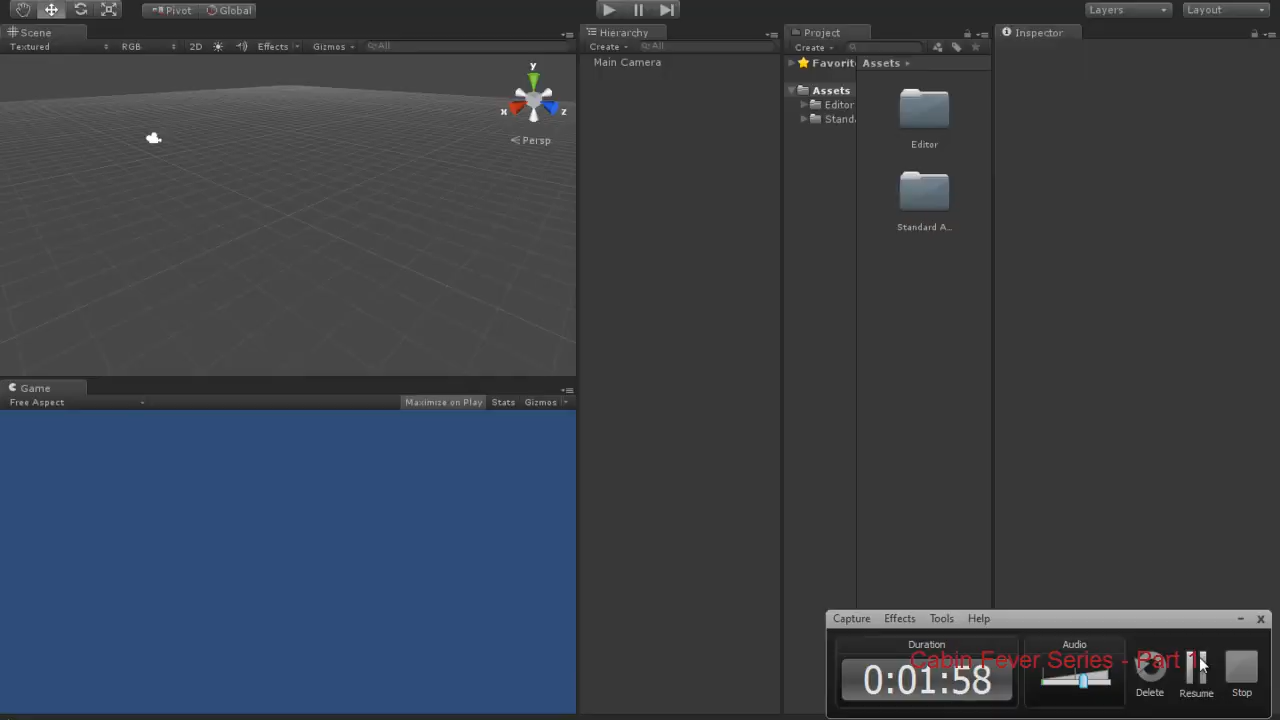 Pivot Global Layers Layout
Scene Hierarchy Project Inspector
Textured RGB 2D Effects Gizmos All Create All Create
Main Camera Favorit Assets
Assets
Editor
Stand
Editor
Standard A...
Persp
x y z
Game
Free Aspect Maximize on Play Stats Gizmos
Capture Effects Tools Help
Duration Audio
Cabin Fever Series - Part 1
0:01:58
Delete Resume Stop